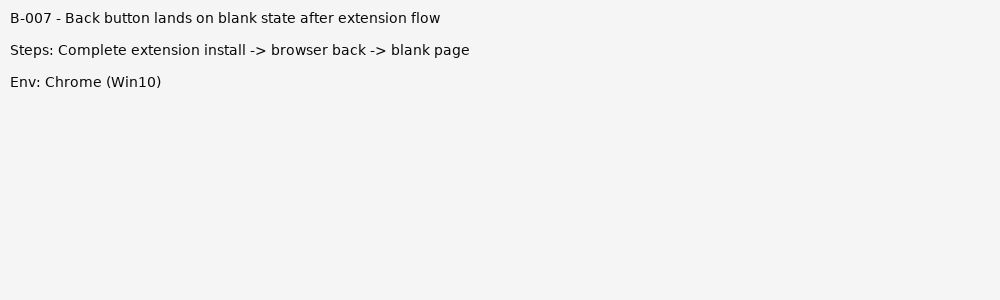 B-007 - Back button lands on blank state after extension flow
Steps: Complete extension install -> browser back -> blank page
Env: Chrome (Win10)